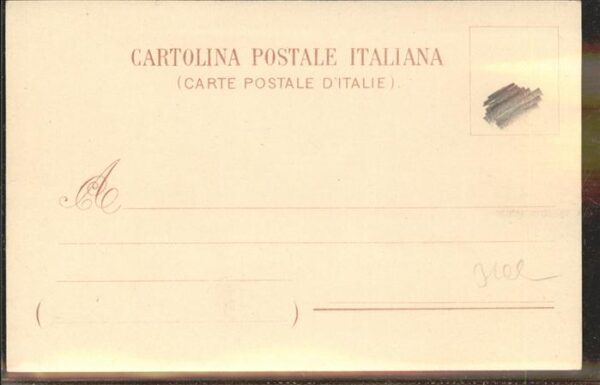 CARTOLINA POSTALE ITALIANA
(CARTE POSTALE D'ITALIE).
A
( )